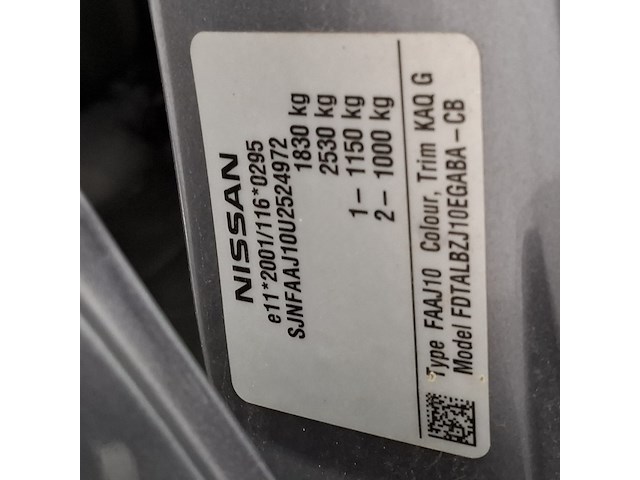 NISSAN
e11*2001/116*0295
SJNFAAJ10U2524972
1830 kg
2530 kg
1- 1150 kg
2- 1000 kg
Type FAAJ10 Colour, Trim KAQ G
Model FDTALBZJ10EGABA-CB